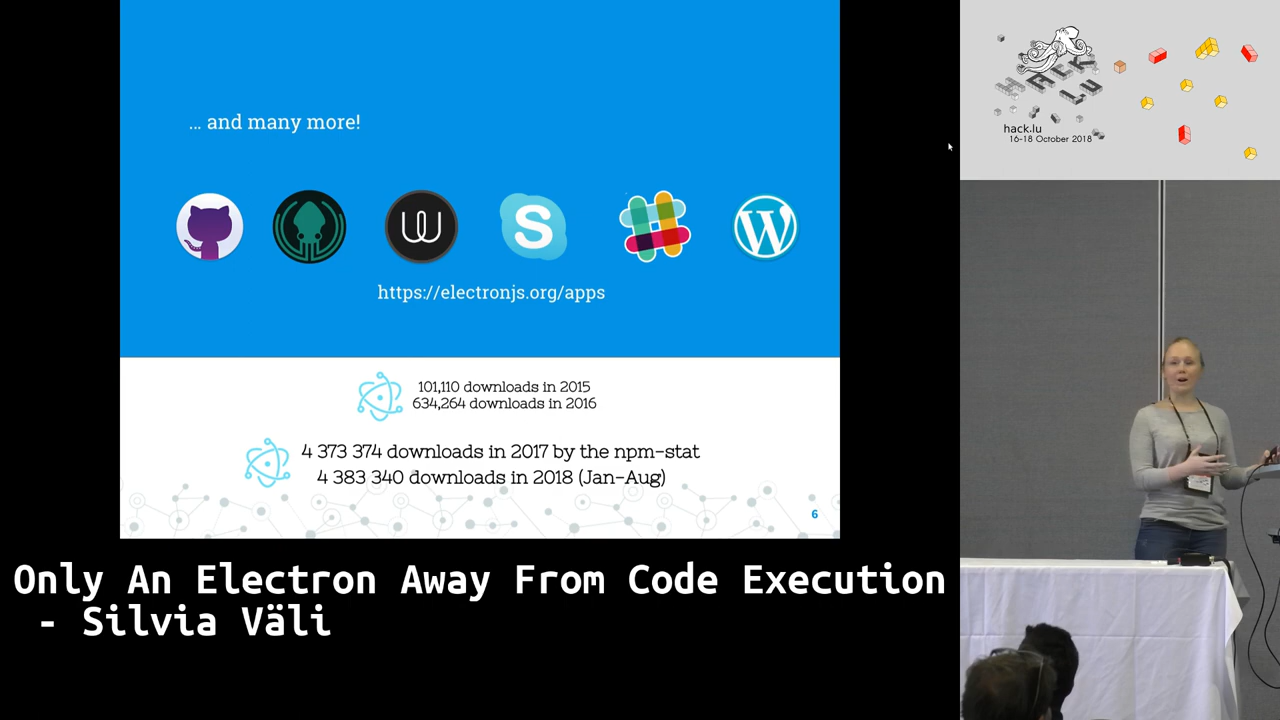 ... and many more!
S
W
https://electronjs.org/apps
101,110 downloads in 2015
634,264 downloads in 2016
4 373 374 downloads in 2017 by the npm-stat
4 383 340 downloads in 2018 (Jan-Aug)
6
Only An Electron Away From Code Execution
- Silvia Väli
HACK
LU
hack.lu
16-18 October 2018